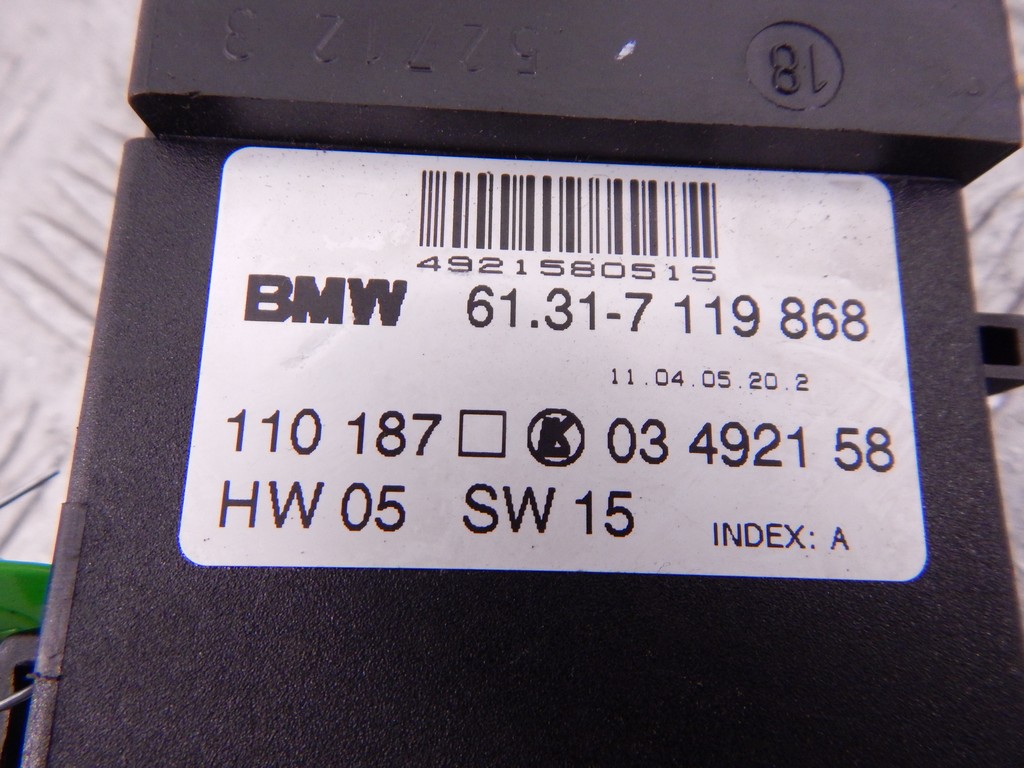 52712 3
18
4921580515
BMW 61.31-7 119 868
11.04.05.20.2
110 187 K 03 4921 58
HW 05 SW 15 INDEX: A